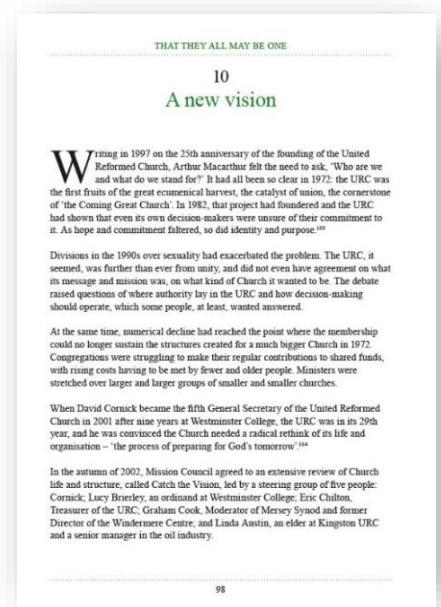 THAT THEY ALL MAY BE ONE
10
A new vision
Writing in 1997 on the 25th anniversary of the founding of the United
Reformed Church, Arthur Macarthur felt the need to ask, ‘Who are we
and what do we stand for?’ It had all been so clear in 1972: the URC was
the first fruits of the great ecumenical harvest, the catalyst of union, the cornerstone
of ‘the Coming Great Church’. In 1982, that project had foundered and the URC
had shown that even its own decision-makers were unsure of their commitment to
it. As hope and commitment faltered, so did identity and purpose.¹⁶³
Divisions in the 1990s over sexuality had exacerbated the problem. The URC, it
seemed, was further than ever from unity, and did not even have agreement on what
its message and mission was, on what kind of Church it wanted to be. The debate
raised questions of where authority lay in the URC and how decision-making
should operate, which some people, at least, wanted answered.
At the same time, numerical decline had reached the point where the membership
could no longer sustain the structures created for a much bigger Church in 1972.
Congregations were struggling to make their regular contributions to shared funds,
with rising costs having to be met by fewer and older people. Ministers were
stretched over larger and larger groups of smaller and smaller churches.
When David Cornick became the fifth General Secretary of the United Reformed
Church in 2001 after nine years at Westminster College, the URC was in its 29th
year, and he was convinced the Church needed a radical rethink of its life and
organisation – ‘the process of preparing for God’s tomorrow’.¹⁶⁴
In the autumn of 2002, Mission Council agreed to an extensive review of Church
life and structure, called Catch the Vision, led by a steering group of five people:
Cornick; Lucy Brierley, an ordinand at Westminster College; Eric Chilton,
Treasurer of the URC; Graham Cook, Moderator of Mersey Synod and former
Director of the Windermere Centre; and Linda Austin, an elder at Kingston URC
and a senior manager in the oil industry.
98